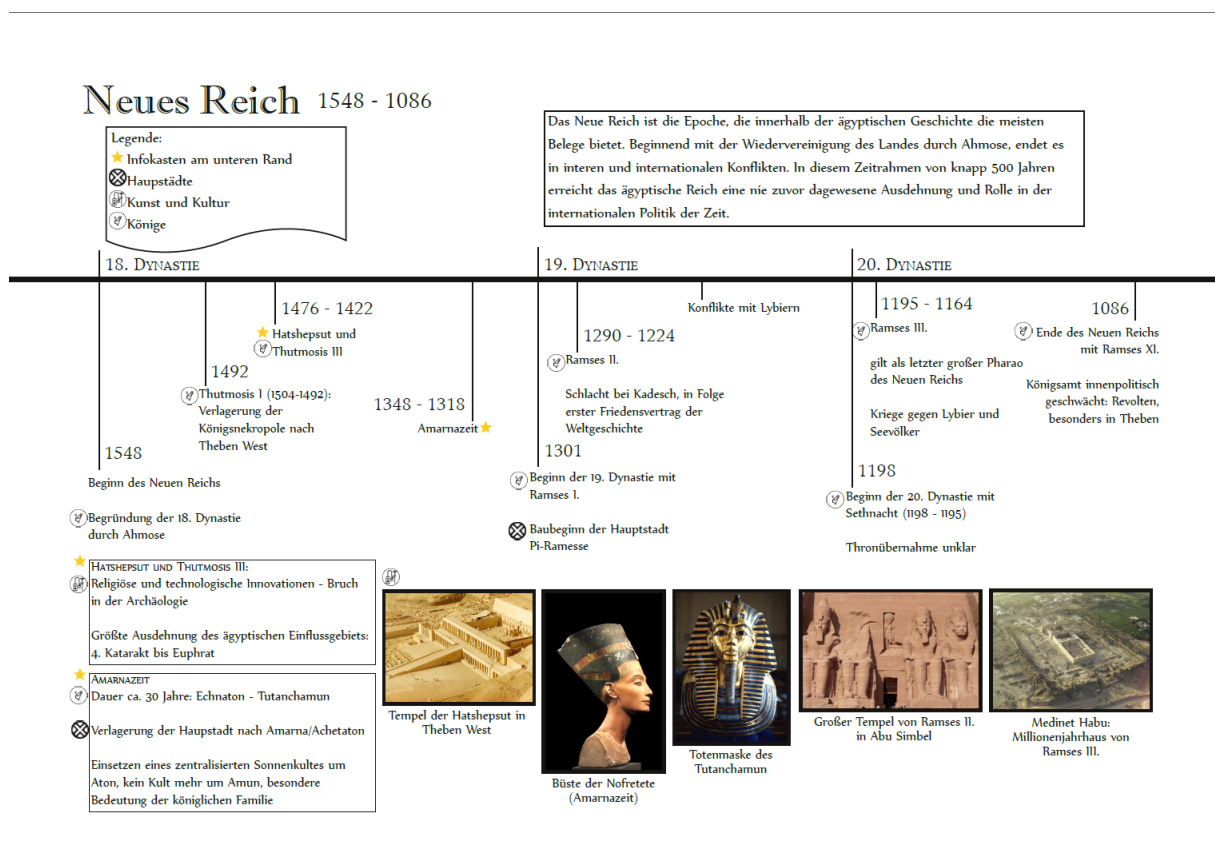 Neues Reich 1548 - 1086
Legende:
Infokasten am unteren Rand
Haupstädte
Kunst und Kultur
Könige
Das Neue Reich ist die Epoche, die innerhalb der ägyptischen Geschichte die meisten
Belege bietet. Beginnend mit der Wiedervereinigung des Landes durch Ahmose, endet es
in interen und internationalen Konflikten. In diesem Zeitrahmen von knapp 500 Jahren
erreicht das ägyptische Reich eine nie zuvor dagewesene Ausdehnung und Rolle in der
internationalen Politik der Zeit.
18. Dynastie
19. Dynastie
20. Dynastie
1476 - 1422
Hatshepsut und
Thutmosis III
1492
Thutmosis I (1504-1492):
Verlagerung der
Königsnekropole nach
Theben West
1348 - 1318
Amarnazeit
1548
Beginn des Neuen Reichs
Begründung der 18. Dynastie
durch Ahmose
Konflikte mit Lybiern
1290 - 1224
Ramses II.
Schlacht bei Kadesch, in Folge
erster Friedensvertrag der
Weltgeschichte
1301
Beginn der 19. Dynastie mit
Ramses I.
Baubeginn der Hauptstadt
Pi-Ramesse
1195 - 1164
Ramses III.
gilt als letzter großer Pharao
des Neuen Reichs
Kriege gegen Lybier und
Seevölker
1198
Beginn der 20. Dynastie mit
Sethnacht (1198 - 1195)
Thronübernahme unklar
1086
Ende des Neuen Reichs
mit Ramses XI.
Königsamt innenpolitisch
geschwächt: Revolten,
besonders in Theben
Hatshepsut und Thutmosis III:
Religiöse und technologische Innovationen - Bruch
in der Archäologie
Größte Ausdehnung des ägyptischen Einflussgebiets:
4. Katarakt bis Euphrat
Amarnazeit
Dauer ca. 30 Jahre: Echnaton - Tutanchamun
Verlagerung der Haupstadt nach Amarna/Achetaton
Einsetzen eines zentralisierten Sonnenkultes um
Aton, kein Kult mehr um Amun, besondere
Bedeutung der königlichen Familie
Tempel der Hatshepsut in
Theben West
Büste der Nofretete
(Amarnazeit)
Totenmaske des
Tutanchamun
Großer Tempel von Ramses II.
in Abu Simbel
Medinet Habu:
Millionenjahrhaus von
Ramses III.